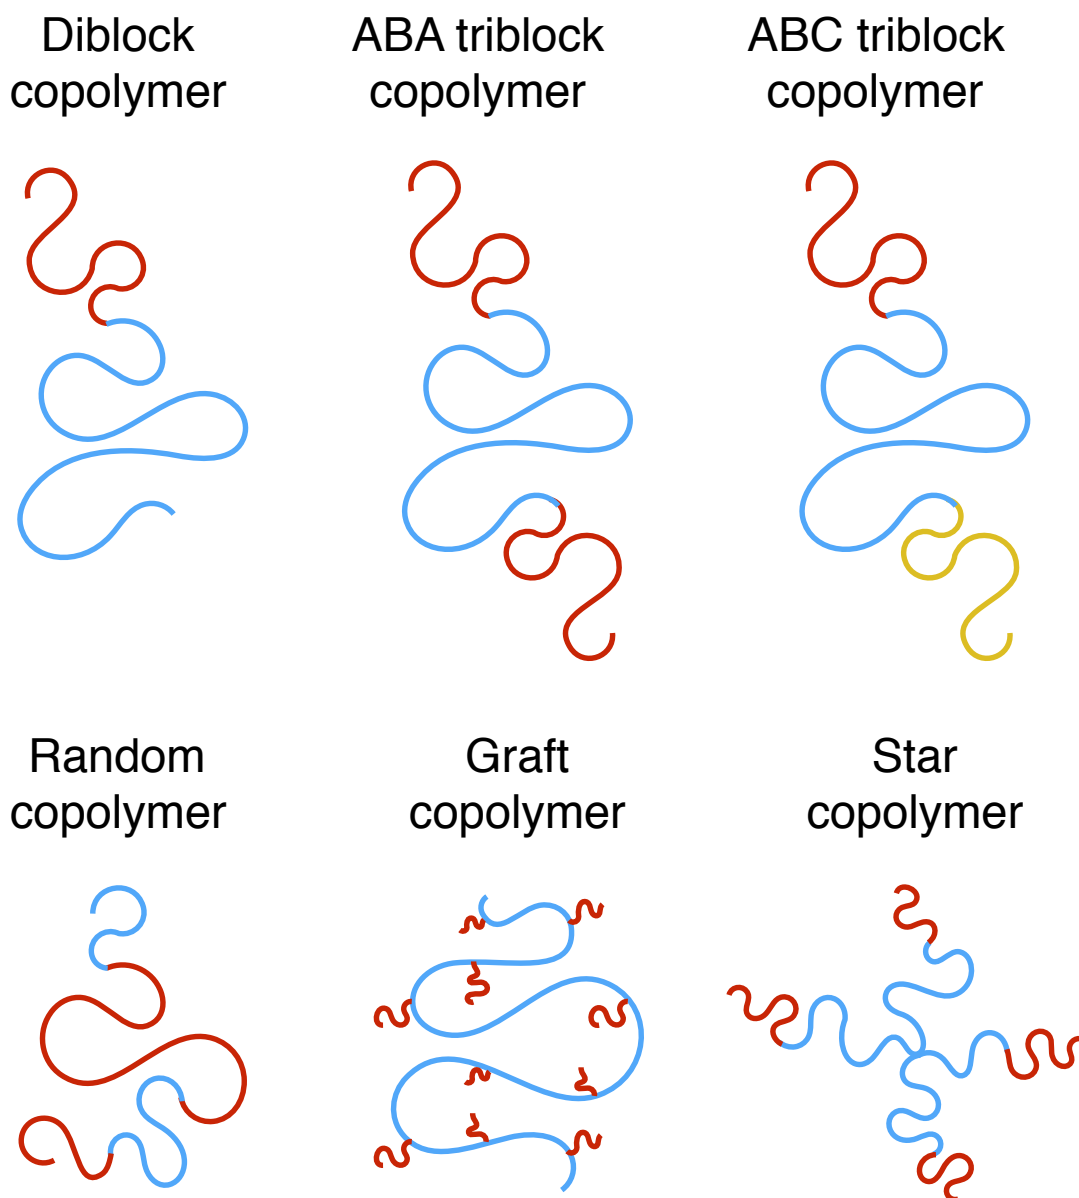 Diblock
copolymer
ABA triblock
copolymer
ABC triblock
copolymer
Random
copolymer
Graft
copolymer
Star
copolymer